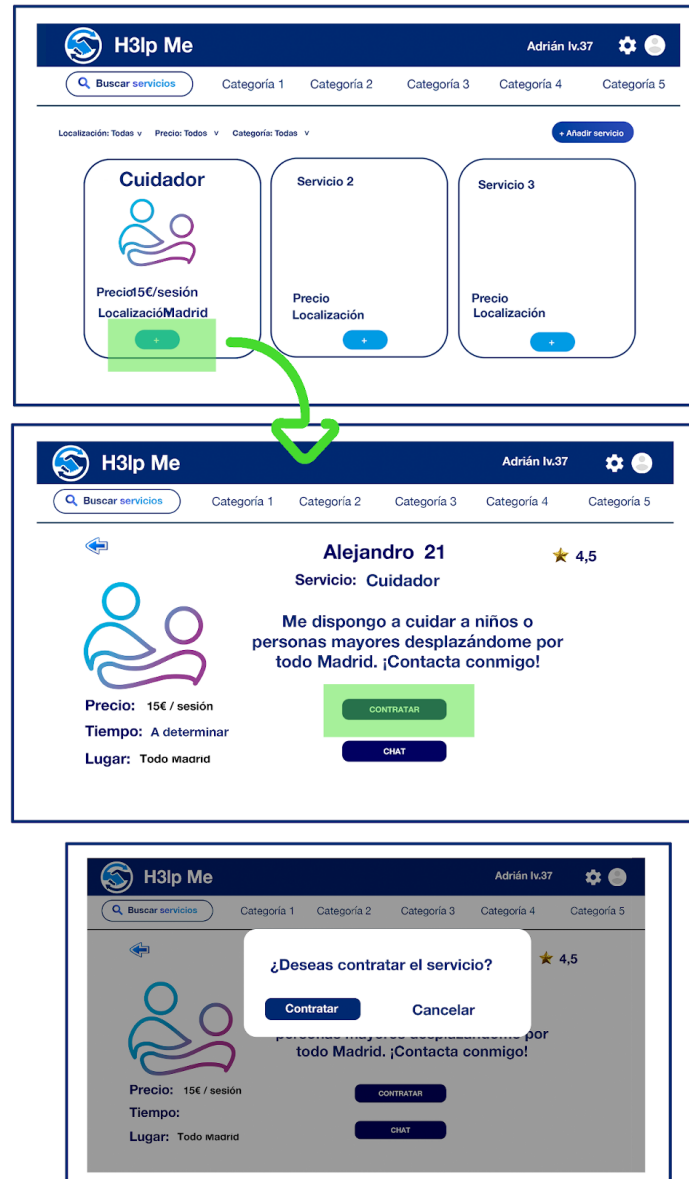 H3lp Me
Adrián lv.37
Buscar servicios
Categoría 1
Categoría 2
Categoría 3
Categoría 4
Categoría 5
Localización: Todas v
Precio: Todos v
Categoría: Todas v
+ Añadir servicio
Cuidador
Precio15€/sesión
LocalizacióMadrid
+
Servicio 2
Precio
Localización
+
Servicio 3
Precio
Localización
+
H3lp Me
Adrián lv.37
Buscar servicios
Categoría 1
Categoría 2
Categoría 3
Categoría 4
Categoría 5
Alejandro 21
4,5
Servicio: Cuidador
Me dispongo a cuidar a niños o
personas mayores desplazándome por
todo Madrid. ¡Contacta conmigo!
Precio: 15€ / sesión
Tiempo: A determinar
Lugar: Todo Madrid
CONTRATAR
CHAT
H3lp Me
Adrián lv.37
Buscar servicios
Categoría 1
Categoría 2
Categoría 3
Categoría 4
Categoría 5
¿Deseas contratar el servicio?
Contratar
Cancelar
4,5
personas mayores desplazándome por
todo Madrid. ¡Contacta conmigo!
Precio: 15€ / sesión
Tiempo:
Lugar: Todo Madrid
CONTRATAR
CHAT